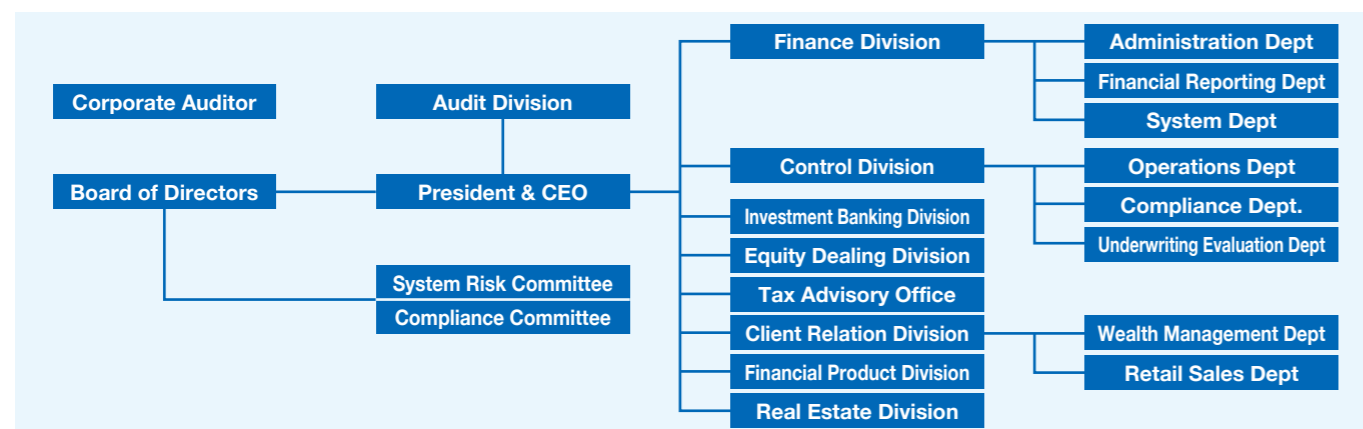 Corporate Auditor
Board of Directors
Audit Division
President & CEO
System Risk Committee
Compliance Committee
Finance Division
Control Division
Investment Banking Division
Equity Dealing Division
Tax Advisory Office
Client Relation Division
Financial Product Division
Real Estate Division
Administration Dept
Financial Reporting Dept
System Dept
Operations Dept
Compliance Dept.
Underwriting Evaluation Dept
Wealth Management Dept
Retail Sales Dept